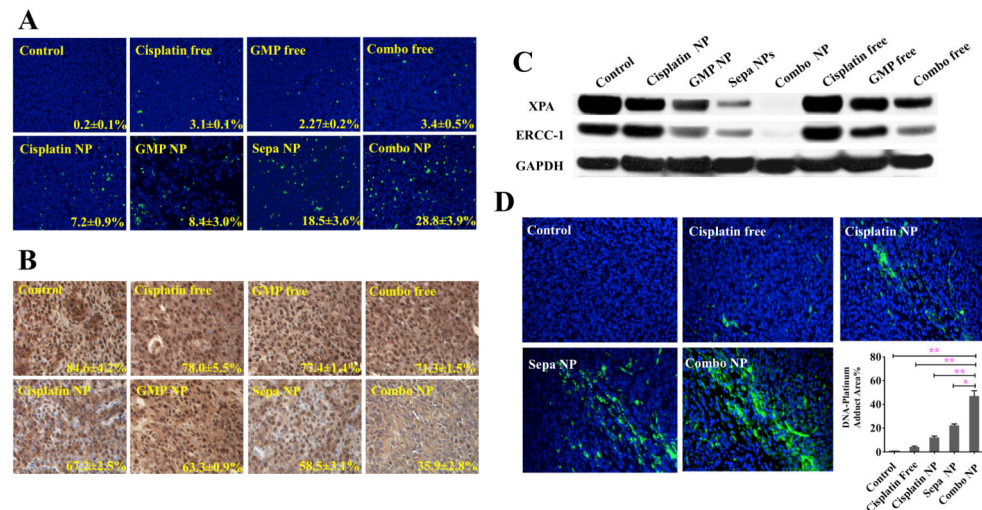 A
Control
Cisplatin free
GMP free
Combo free
0.2±0.1%
3.1±0.1%
2.27±0.2%
3.4±0.5%
Cisplatin NP
GMP NP
Sepa NP
Combo NP
7.2±0.9%
8.4±3.0%
18.5±3.6%
28.8±3.9%
B
Control
Cisplatin free
GMP free
Combo free
84.6±4.2%
78.0±5.5%
77.4±1.4%
71.3±1.5%
Cisplatin NP
GMP NP
Sepa NP
Combo NP
67.2±2.5%
63.3±0.9%
58.5±3.1%
35.9±2.8%
C
Control
Cisplatin NP
GMP NP
Sepa NPs
Combo NP
Cisplatin free
GMP free
Combo free
XPA
ERCC-1
GAPDH
D
Control
Cisplatin free
Cisplatin NP
Sepa NP
Combo NP
DNA-Platinum
Adduct Area%
80
60
40
20
0
**
**
**
*
Control
Cisplatin Free
Cisplatin NP
Sepa NP
Combo NP